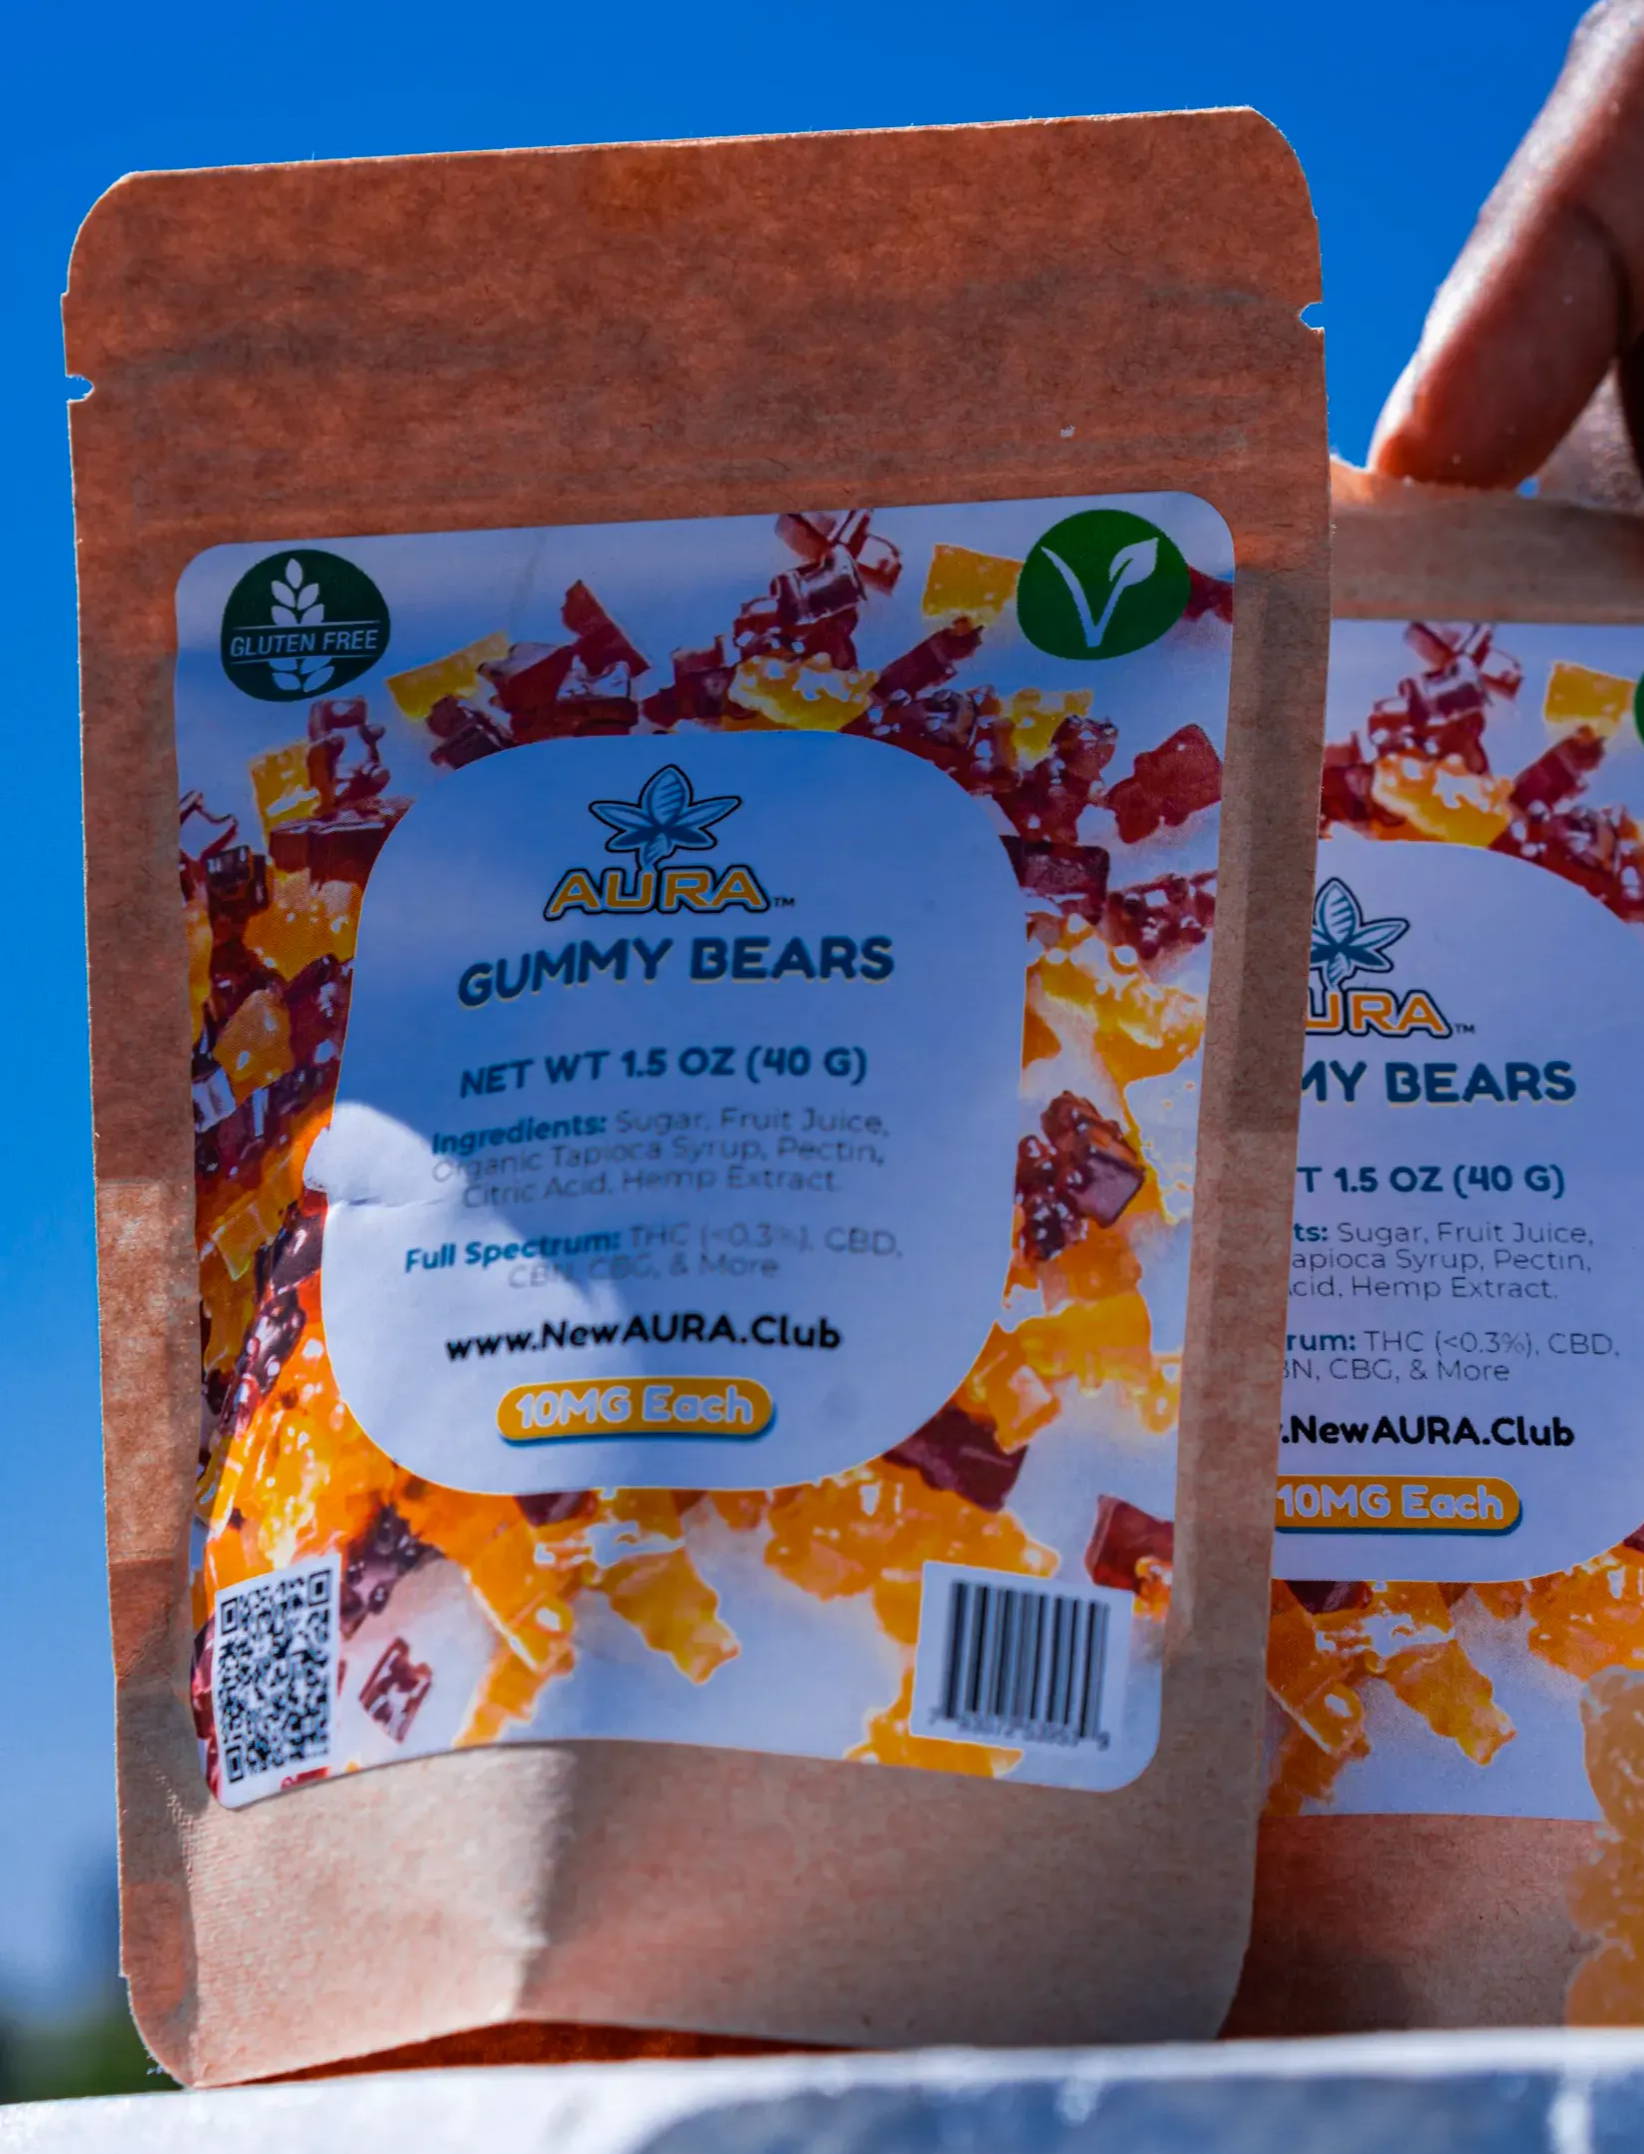 GLUTEN FREE
AURA™
GUMMY BEARS
NET WT 1.5 OZ (40 G)
Ingredients: Sugar, Fruit Juice,
Organic Tapioca Syrup, Pectin,
Citric Acid, Hemp Extract.
Full Spectrum: THC (<0.3%), CBD,
CBN, CBG, & More
www.NewAURA.Club
10MG Each
URA™
MY BEARS
T 1.5 OZ (40 G)
ts: Sugar, Fruit Juice,
apioca Syrup, Pectin,
cid, Hemp Extract.
rum: THC (<0.3%), CBD,
BN, CBG, & More
.NewAURA.Club
10MG Each